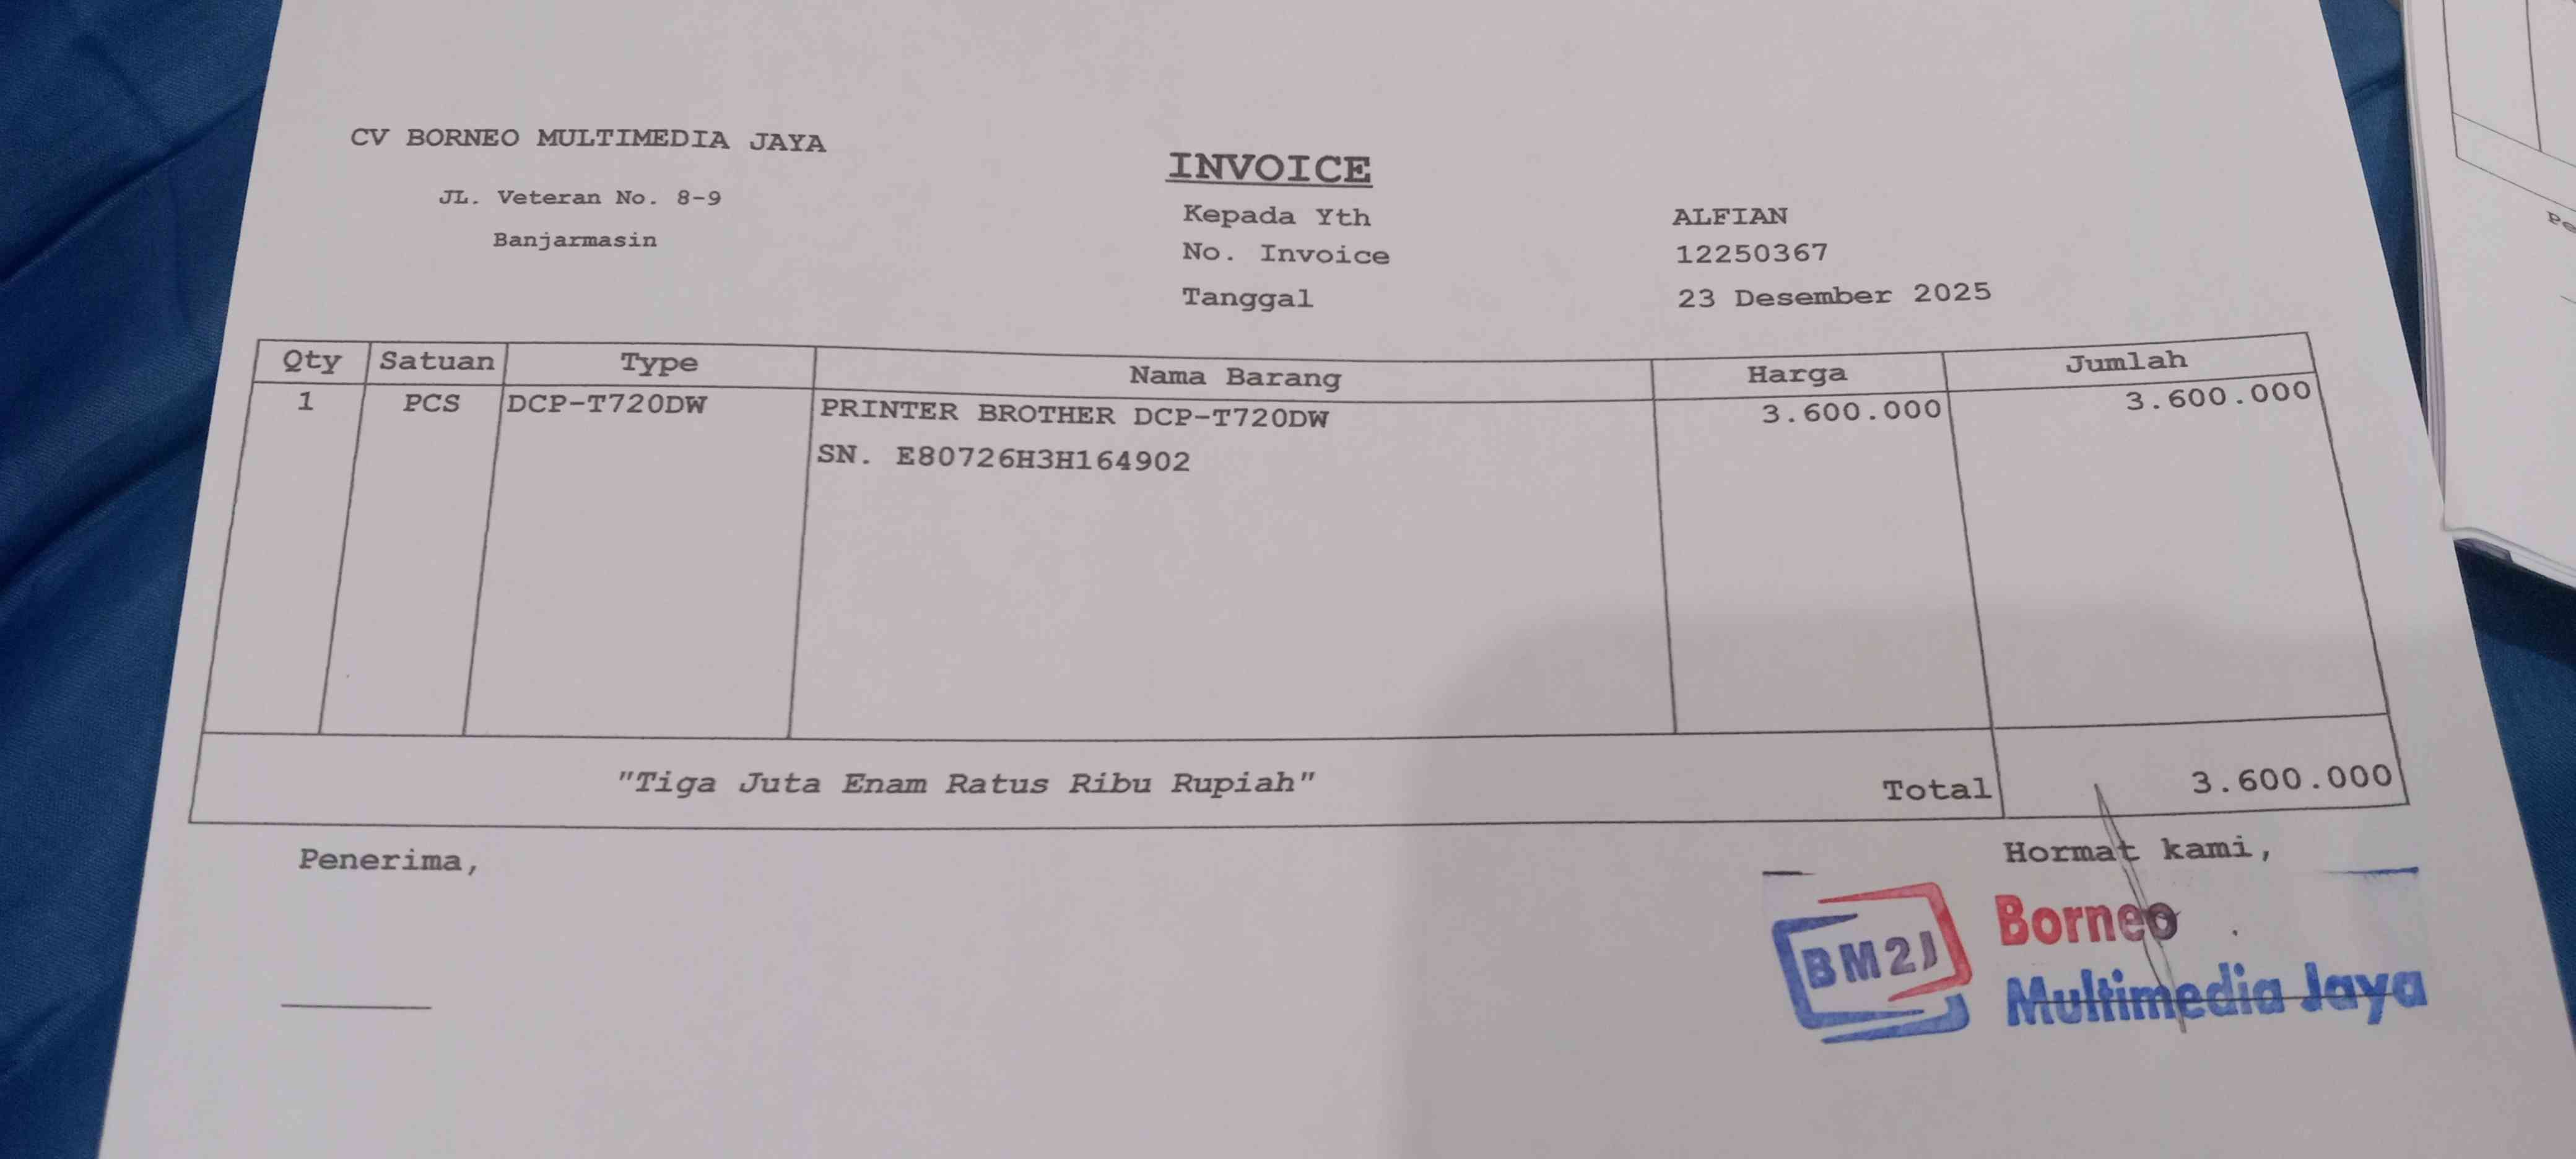 CV BORNEO MULTIMEDIA JAYA
JL. Veteran No. 8-9
Banjarmasin
INVOICE
Kepada Yth ALFIAN
No. Invoice 12250367
Tanggal 23 Desember 2025
Qty Satuan Type Nama Barang Harga Jumlah
1 PCS DCP-T720DW PRINTER BROTHER DCP-T720DW 3.600.000 3.600.000
SN. E80726H3H164902
"Tiga Juta Enam Ratus Ribu Rupiah" Total 3.600.000
Penerima, Hormat kami,
BM2J Borneo
Multimedia Jaya